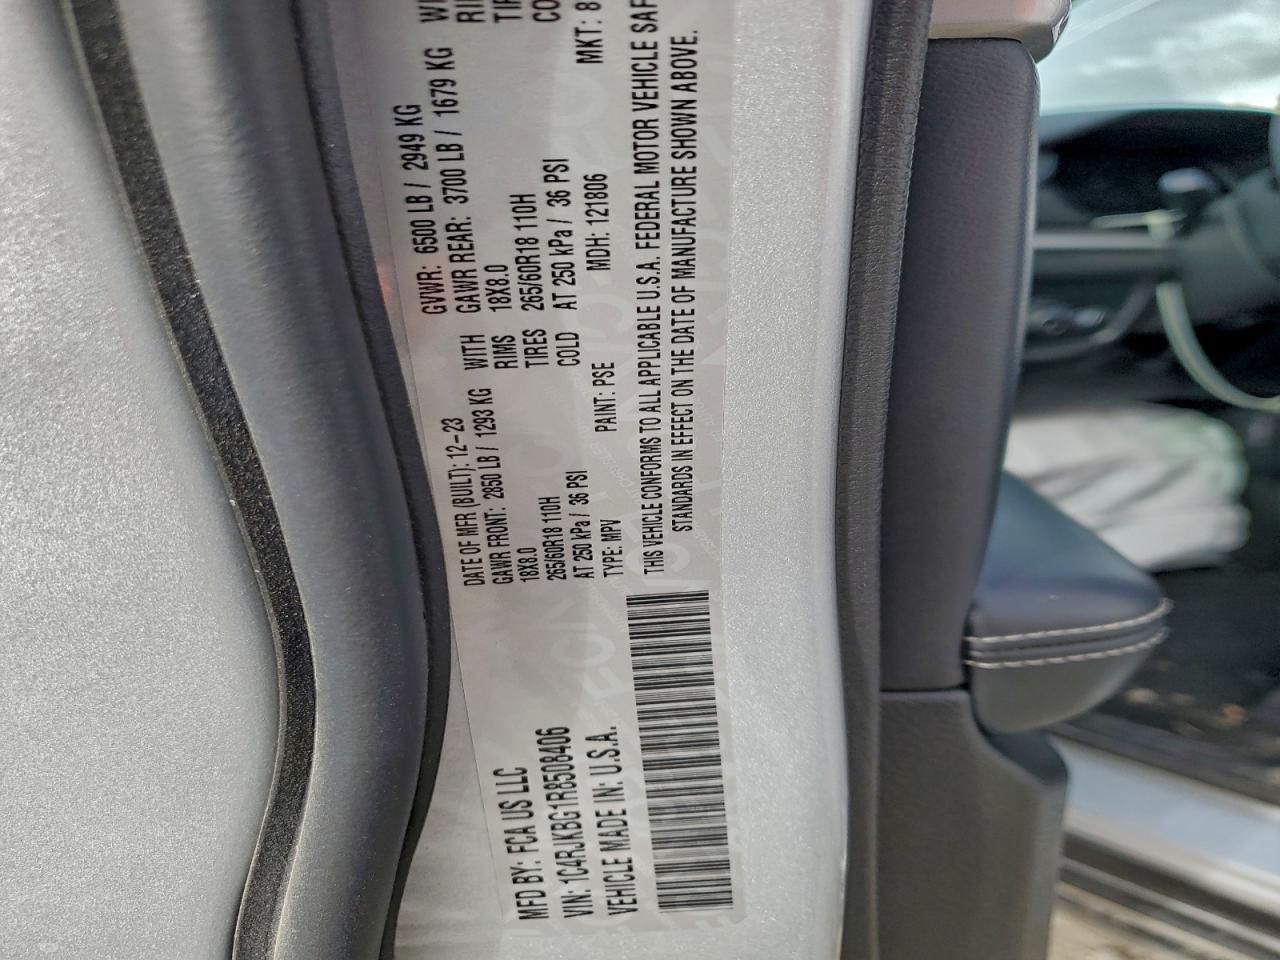 MFD BY: FCA US LLC
DATE OF MFR (BUILT): 12-23
GVWR: 6500 LB / 2949 KG
GAWR FRONT: 2850 LB / 1293 KG WITH
GAWR REAR: 3700 LB / 1679 KG
18X8.0 RIMS 18X8.0
265/60R18 110H TIRES 265/60R18 110H
AT 250 kPa / 36 PSI COLD AT 250 kPa / 36 PSI
VIN: 1C4RJKBG1R8508406
TYPE: MPV PAINT: PSE MDH: 121806 MKT: 8
VEHICLE MADE IN: U.S.A.
THIS VEHICLE CONFORMS TO ALL APPLICABLE U.S.A. FEDERAL MOTOR VEHICLE SAF
STANDARDS IN EFFECT ON THE DATE OF MANUFACTURE SHOWN ABOVE.